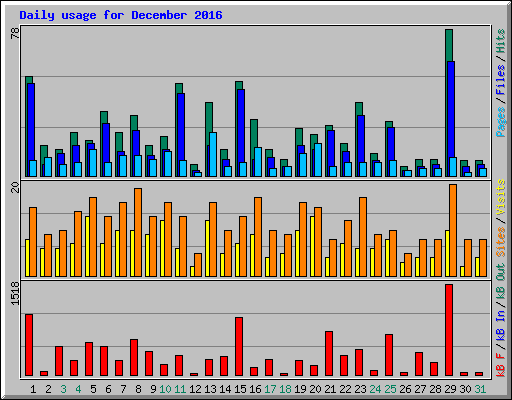 Daily usage for December 2016
78
Pages / Files / Hits
20
Sites / Visits
1518
kB F / kB In / kB Out
1 2 3 4 5 6 7 8 9 10 11 12 13 14 15 16 17 18 19 20 21 22 23 24 25 26 27 28 29 30 31